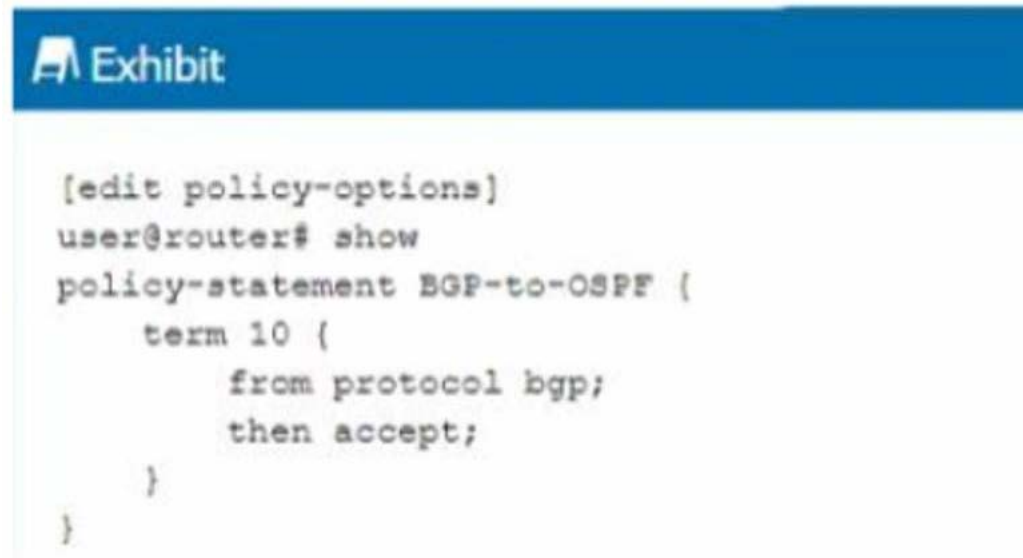 Exhibit
[edit policy-options]
user@router# show
policy-statement BGP-to-OSPF {
term 10 {
from protocol bgp;
then accept;
}
}